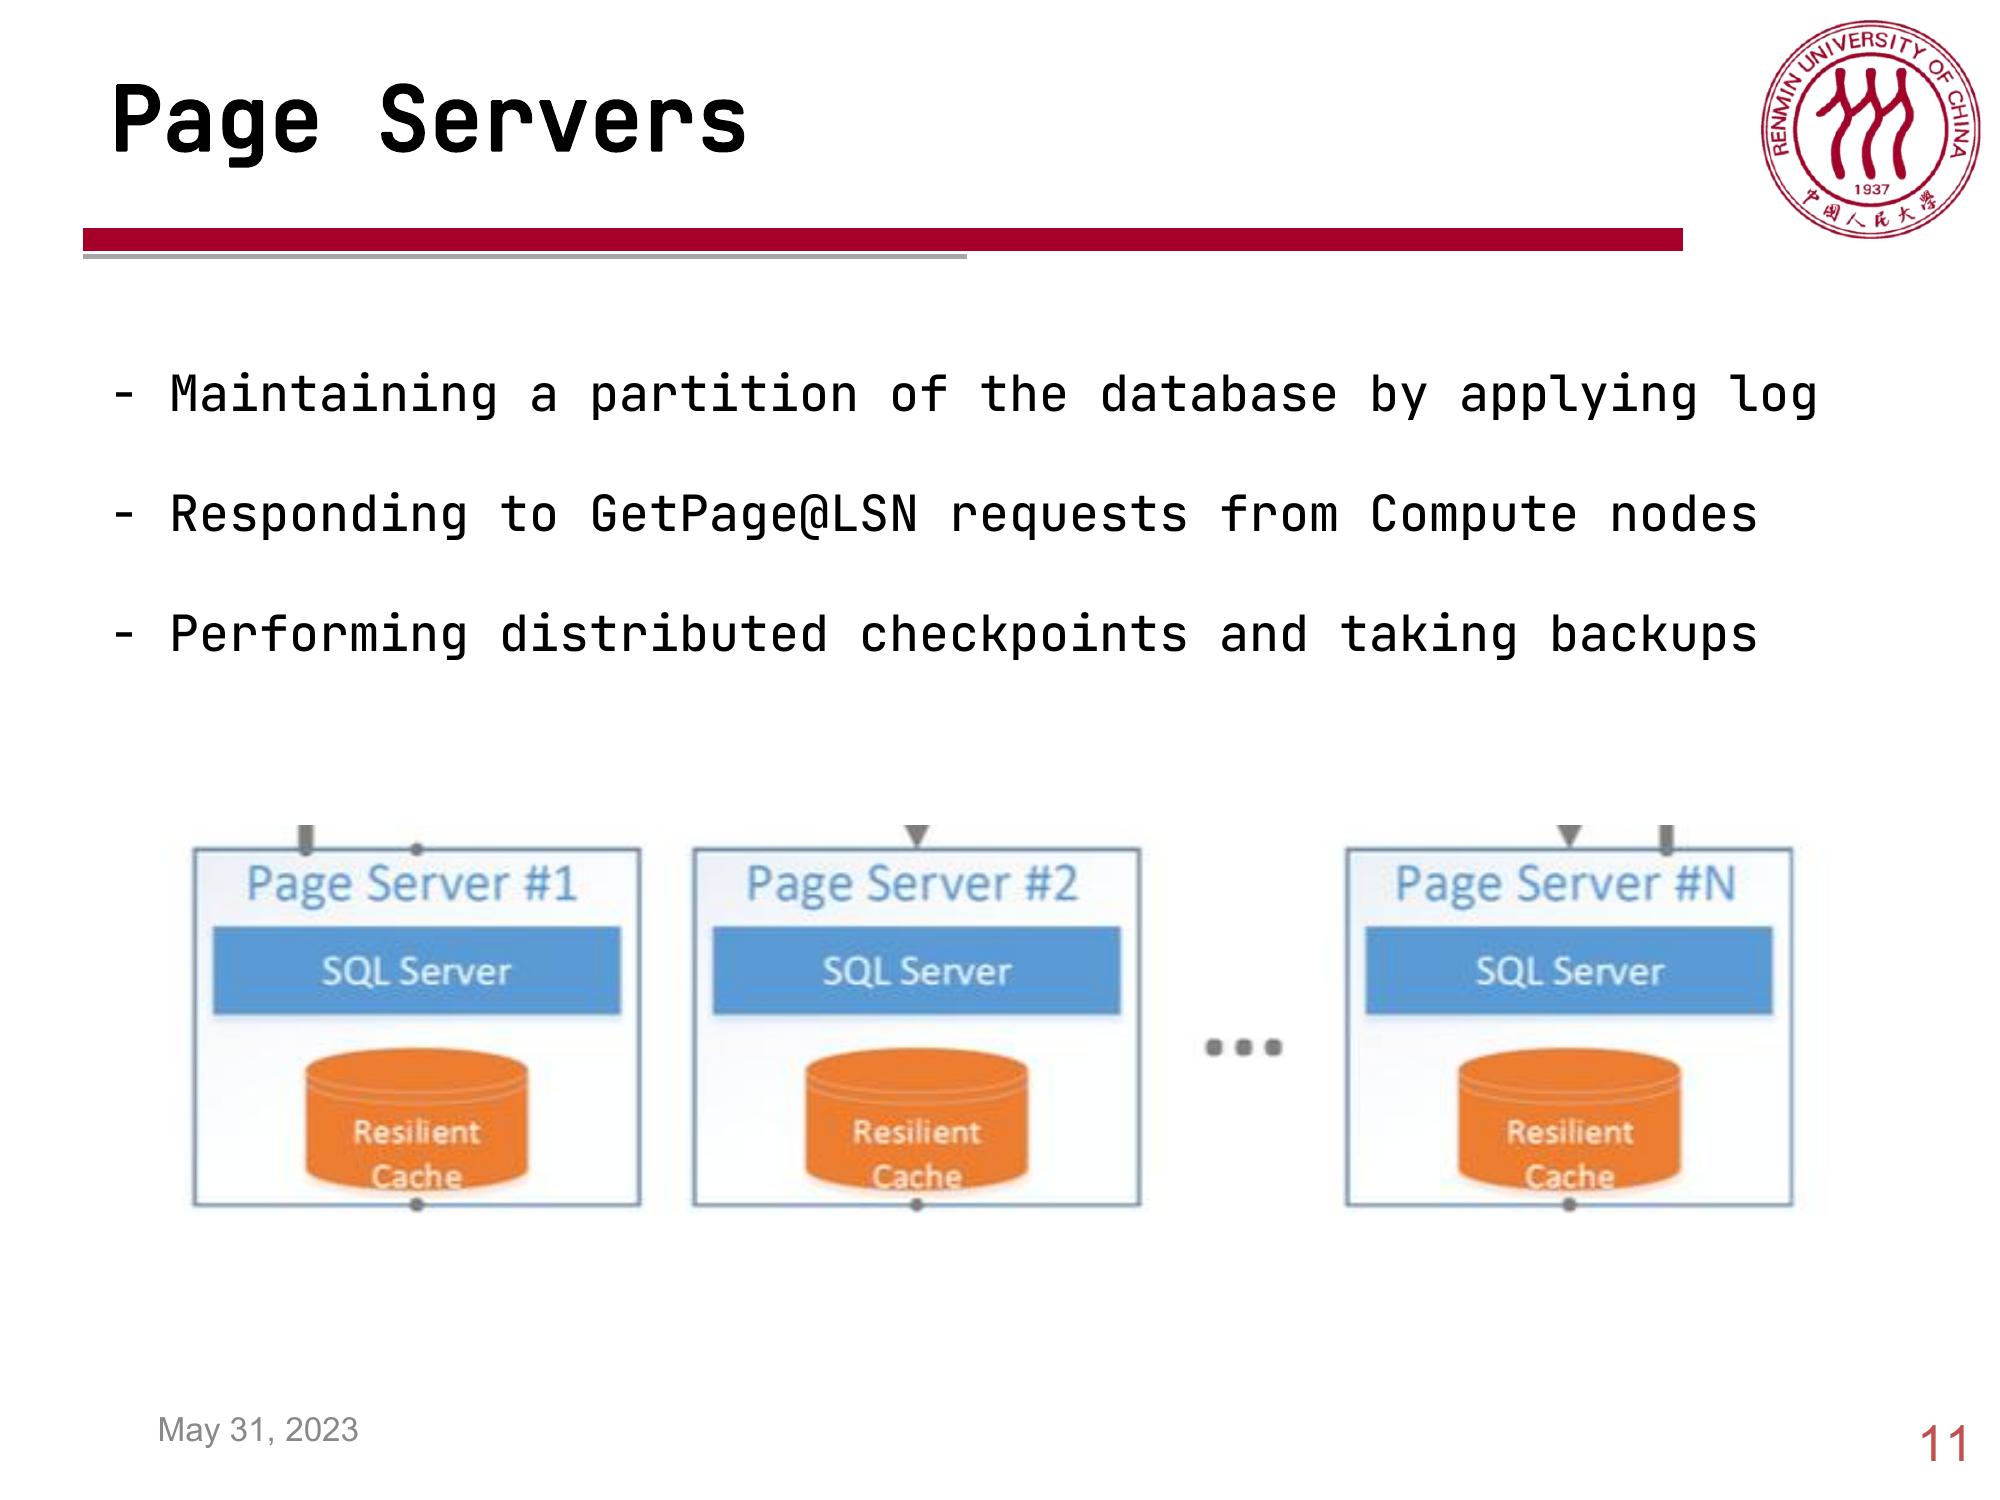 Page Servers
RENMIN UNIVERSITY OF CHINA
1937
中國人民大學
- Maintaining a partition of the database by applying log
- Responding to GetPage@LSN requests from Compute nodes
- Performing distributed checkpoints and taking backups
Page Server #1
SQL Server
Resilient
Cache
Page Server #2
SQL Server
Resilient
Cache
...
Page Server #N
SQL Server
Resilient
Cache
May 31, 2023
11